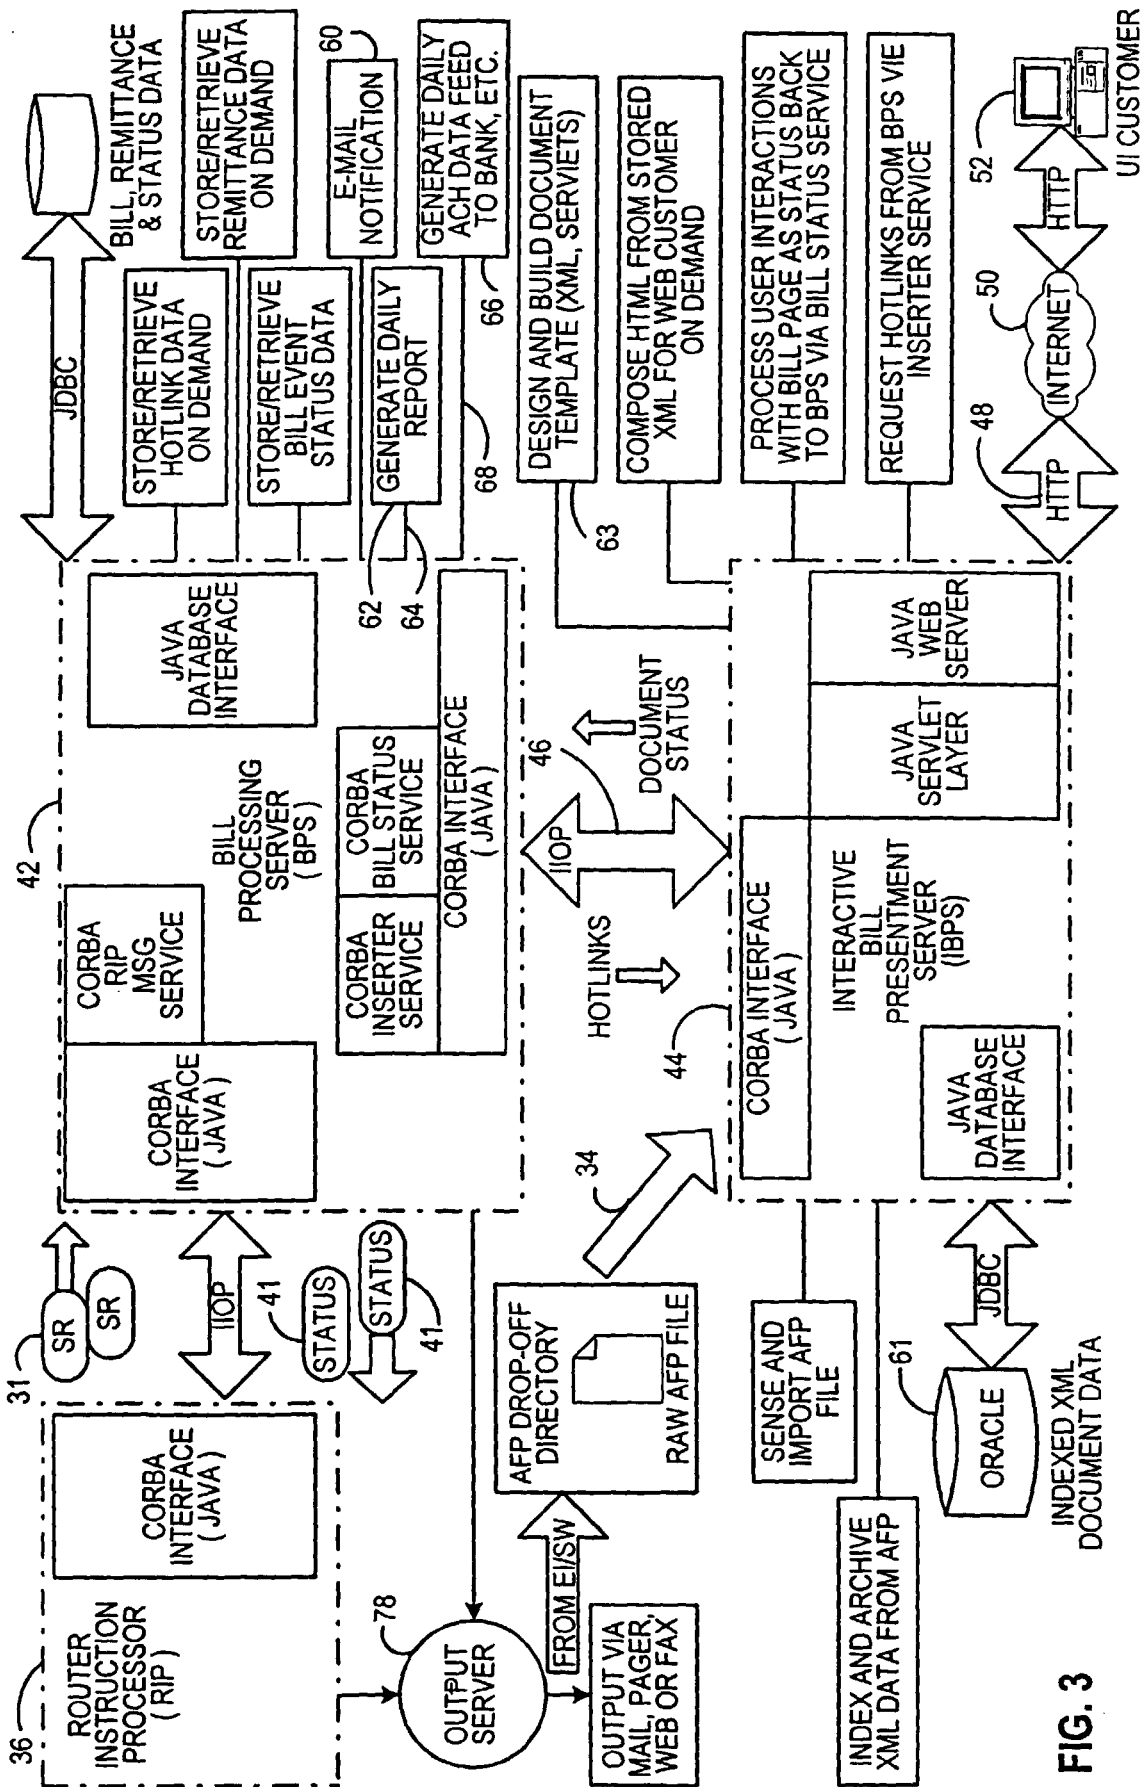 36
ROUTER
INSTRUCTION
PROCESSOR
(RIP)
CORBA
INTERFACE
(JAVA)
31
SR
SR
IIOP
41
STATUS
STATUS
41
42
CORBA
INTERFACE
(JAVA)
CORBA
RIP
MSG
SERVICE
BILL
PROCESSING
SERVER
(BPS)
JAVA
DATABASE
INTERFACE
CORBA
INSERTER
SERVICE
CORBA
BILL STATUS
SERVICE
CORBA INTERFACE
(JAVA)
JDBC
BILL, REMITTANCE
& STATUS DATA
STORE/RETRIEVE
HOTLINK DATA
ON DEMAND
STORE/RETRIEVE
REMITTANCE DATA
ON DEMAND
STORE/RETRIEVE
BILL EVENT
STATUS DATA
60
E-MAIL
NOTIFICATION
62
64
GENERATE DAILY
REPORT
66
68
GENERATE DAILY
ACH DATA FEED
TO BANK, ETC.
78
OUTPUT
SERVER
FROM EI/SW
OUTPUT VIA
MAIL, PAGER,
WEB OR FAX
AFP DROP-OFF
DIRECTORY
RAW AFP FILE
34
HOTLINKS
IIOP
46
DOCUMENT
STATUS
63
DESIGN AND BUILD DOCUMENT
TEMPLATE (XML, SERVIETS)
COMPOSE HTML FROM STORED
XML FOR WEB CUSTOMER
ON DEMAND
44
CORBA INTERFACE
(JAVA)
INTERACTIVE
BILL
PRESENTMENT
SERVER
(IBPS)
JAVA
DATABASE
INTERFACE
JAVA
SERVLET
LAYER
JAVA
WEB
SERVER
PROCESS USER INTERACTIONS
WITH BILL PAGE AS STATUS BACK
TO BPS VIA BILL STATUS SERVICE
REQUEST HOTLINKS FROM BPS VIE
INSERTER SERVICE
SENSE AND
IMPORT AFP
FILE
INDEX AND ARCHIVE
XML DATA FROM AFP
61
ORACLE
JDBC
INDEXED XML
DOCUMENT DATA
48
HTTP
50
INTERNET
HTTP
52
UI CUSTOMER
FIG. 3